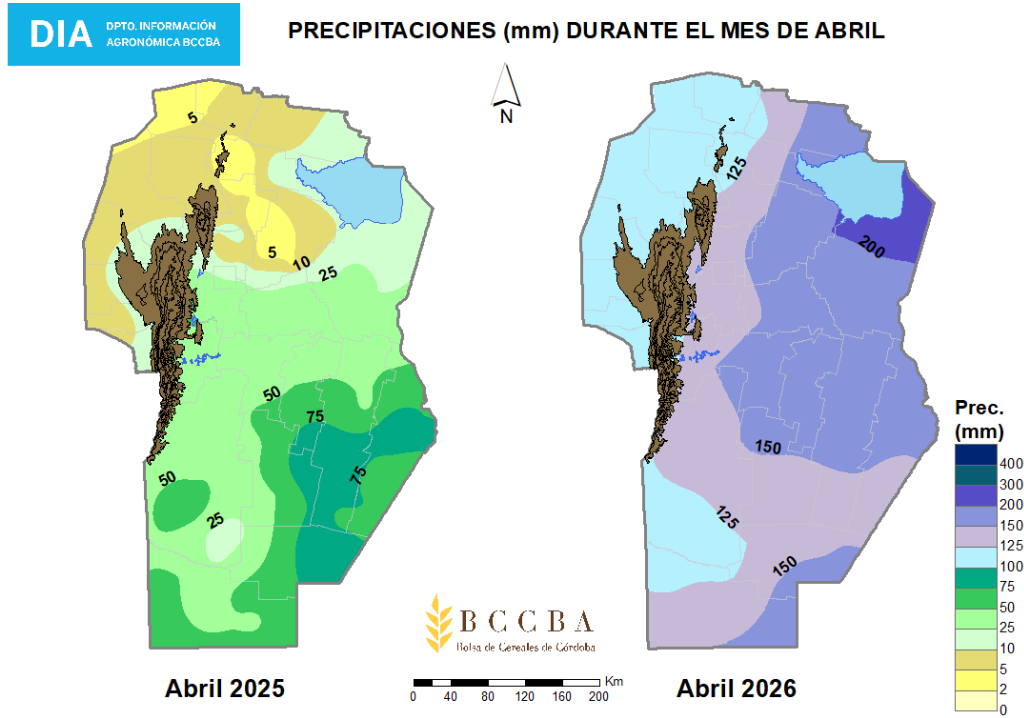 DIA
DPTO. INFORMACIÓN
AGRONÓMICA BCCBA
PRECIPITACIONES (mm) DURANTE EL MES DE ABRIL
N
5
5
10
25
50
75
75
50
25
125
200
150
125
150
Prec.
(mm)
400
300
200
150
125
100
75
50
25
10
5
2
0
BCCBA
Bolsa de Cereales de Córdoba
Abril 2025
Km
0 40 80 120 160 200
Abril 2026